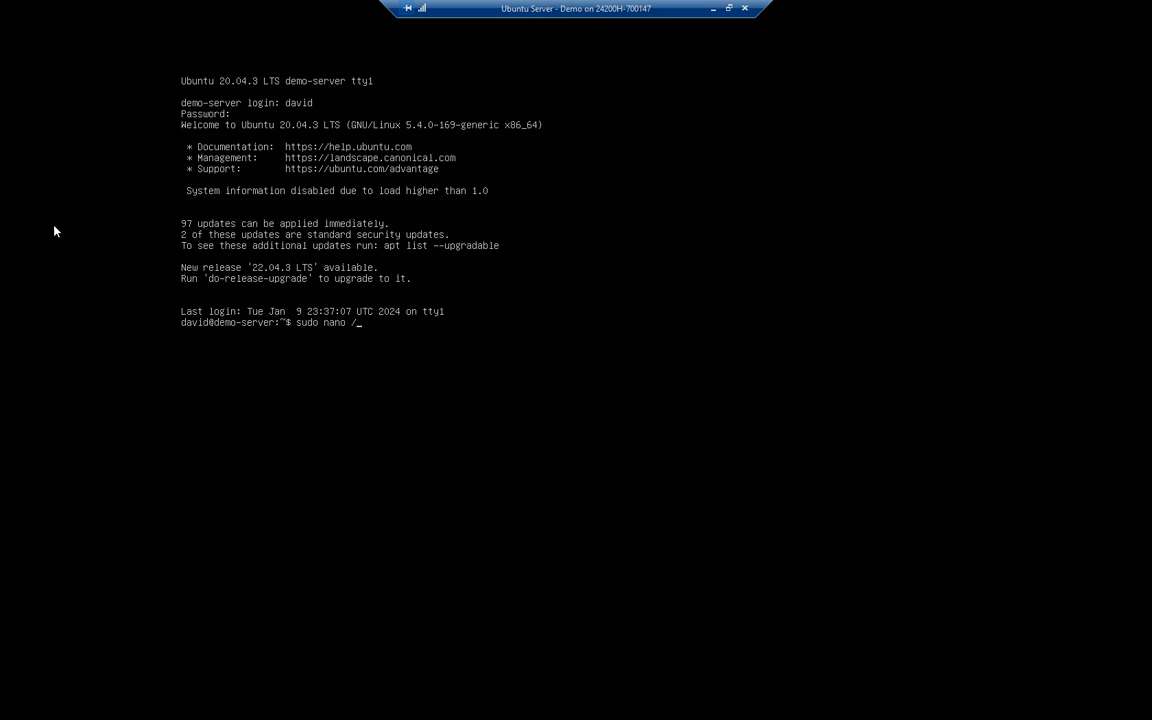 Ubuntu Server - Demo on 24200H-700147
Ubuntu 20.04.3 LTS demo-server tty1
demo-server login: david
Password:
Welcome to Ubuntu 20.04.3 LTS (GNU/Linux 5.4.0-169-generic x86_64)
* Documentation:  https://help.ubuntu.com
* Management:     https://landscape.canonical.com
* Support:        https://ubuntu.com/advantage
System information disabled due to load higher than 1.0
97 updates can be applied immediately.
2 of these updates are standard security updates.
To see these additional updates run: apt list --upgradable
New release '22.04.3 LTS' available.
Run 'do-release-upgrade' to upgrade to it.
Last login: Tue Jan  9 23:37:07 UTC 2024 on tty1
david@demo-server:~$ sudo nano /_